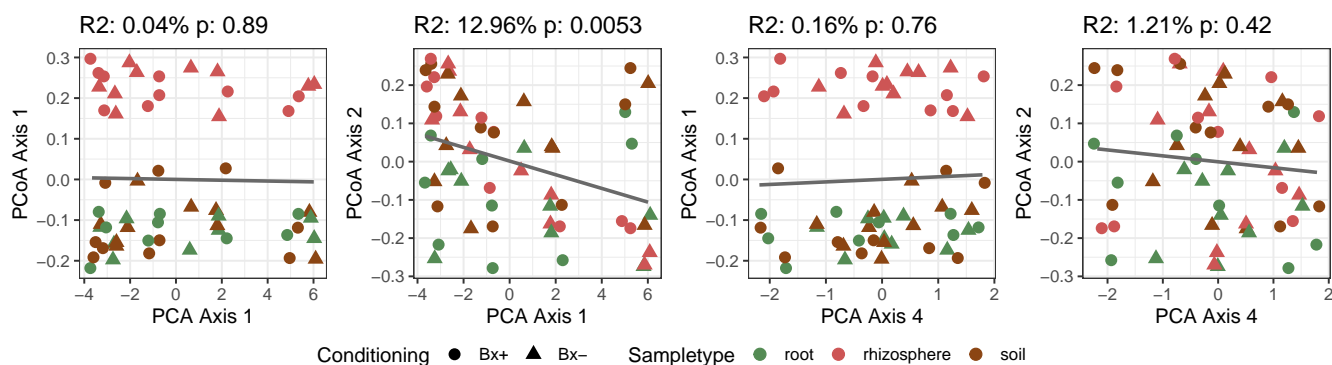 R2: 0.04% p: 0.89
R2: 12.96% p: 0.0053
R2: 0.16% p: 0.76
R2: 1.21% p: 0.42
PCoA Axis 1
0.3
0.2
0.1
0.0
−0.1
−0.2
−4 −2 0 2 4 6
PCA Axis 1
PCoA Axis 2
0.2
0.1
0.0
−0.1
−0.2
−0.3
−4 −2 0 2 4 6
PCA Axis 1
PCoA Axis 1
0.3
0.2
0.1
0.0
−0.1
−0.2
−2 −1 0 1 2
PCA Axis 4
PCoA Axis 2
0.2
0.1
0.0
−0.1
−0.2
−0.3
−2 −1 0 1 2
PCA Axis 4
Conditioning Bx+ Bx− Sampletype root rhizosphere soil